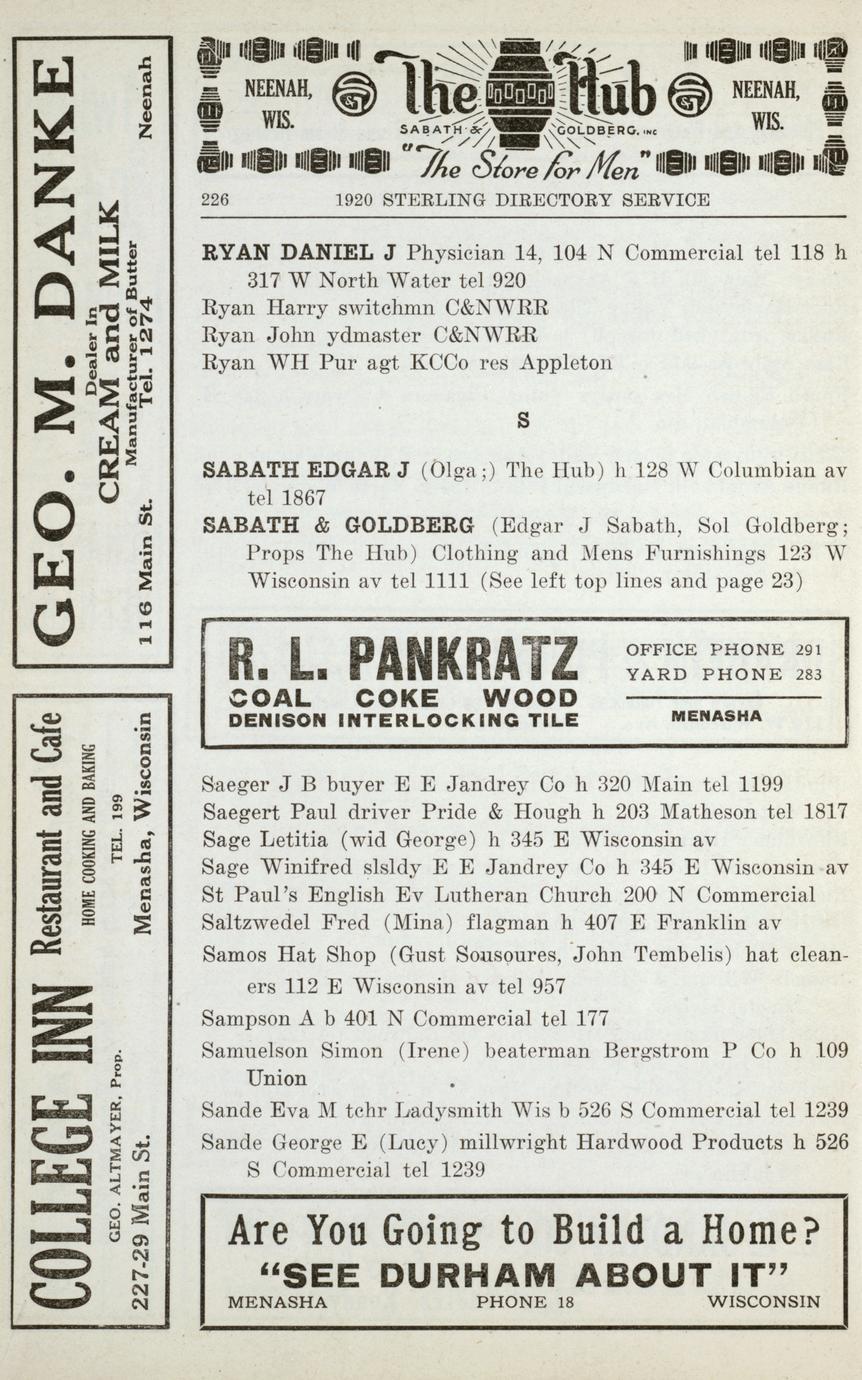 GEO. M. DANKE
Dealer In
CREAM and MILK
Manufacturer of Butter
Tel. 1274
116 Main St. Neenah
COLLEGE INN Restaurant and Cafe
HOME COOKING AND BAKING
GEO. ALTMAYER, Prop. TEL. 199
227-29 Main St. Menasha, Wisconsin
NEENAH, WIS.
The Hub
SABATH & GOLDBERG. INC
"The Store for Men"
NEENAH, WIS.
226 1920 STERLING DIRECTORY SERVICE
RYAN DANIEL J Physician 14, 104 N Commercial tel 118 h
317 W North Water tel 920
Ryan Harry switchmn C&NWRR
Ryan John ydmaster C&NWRR
Ryan WH Pur agt KCCo res Appleton
S
SABATH EDGAR J (Olga;) The Hub) h 128 W Columbian av
tel 1867
SABATH & GOLDBERG (Edgar J Sabath, Sol Goldberg;
Props The Hub) Clothing and Mens Furnishings 123 W
Wisconsin av tel 1111 (See left top lines and page 23)
R. L. PANKRATZ
COAL COKE WOOD
DENISON INTERLOCKING TILE
OFFICE PHONE 291
YARD PHONE 283
MENASHA
Saeger J B buyer E E Jandrey Co h 320 Main tel 1199
Saegert Paul driver Pride & Hough h 203 Matheson tel 1817
Sage Letitia (wid George) h 345 E Wisconsin av
Sage Winifred slsldy E E Jandrey Co h 345 E Wisconsin av
St Paul's English Ev Lutheran Church 200 N Commercial
Saltzwedel Fred (Mina) flagman h 407 E Franklin av
Samos Hat Shop (Gust Sousoures, John Tembelis) hat clean-
ers 112 E Wisconsin av tel 957
Sampson A b 401 N Commercial tel 177
Samuelson Simon (Irene) beaterman Bergstrom P Co h 109
Union
Sande Eva M tchr Ladysmith Wis b 526 S Commercial tel 1239
Sande George E (Lucy) millwright Hardwood Products h 526
S Commercial tel 1239
Are You Going to Build a Home?
"SEE DURHAM ABOUT IT"
MENASHA PHONE 18 WISCONSIN